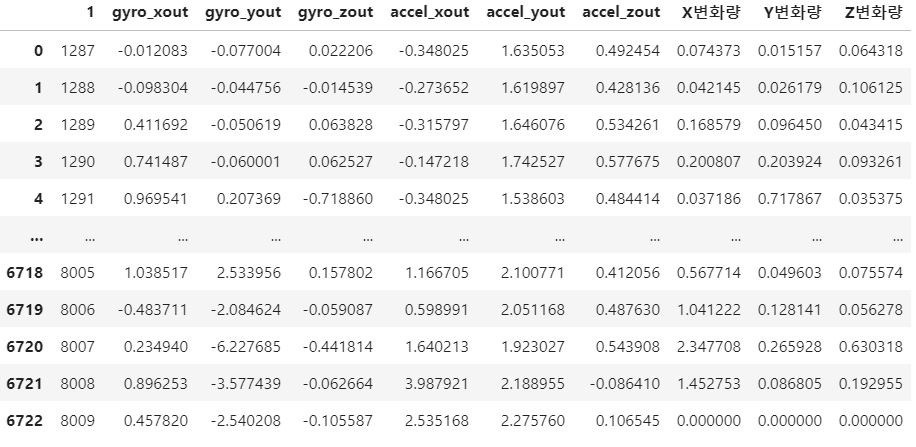 1 gyro_xout gyro_yout gyro_zout accel_xout accel_yout accel_zout X변화량 Y변화량 Z변화량
0 1287 -0.012083 -0.077004 0.022206 -0.348025 1.635053 0.492454 0.074373 0.015157 0.064318
1 1288 -0.098304 -0.044756 -0.014539 -0.273652 1.619897 0.428136 0.042145 0.026179 0.106125
2 1289 0.411692 -0.050619 0.063828 -0.315797 1.646076 0.534261 0.168579 0.096450 0.043415
3 1290 0.741487 -0.060001 0.062527 -0.147218 1.742527 0.577675 0.200807 0.203924 0.093261
4 1291 0.969541 0.207369 -0.718860 -0.348025 1.538603 0.484414 0.037186 0.717867 0.035375
... ... ... ... ... ... ... ... ... ... ...
6718 8005 1.038517 2.533956 0.157802 1.166705 2.100771 0.412056 0.567714 0.049603 0.075574
6719 8006 -0.483711 -2.084624 -0.059087 0.598991 2.051168 0.487630 1.041222 0.128141 0.056278
6720 8007 0.234940 -6.227685 -0.441814 1.640213 1.923027 0.543908 2.347708 0.265928 0.630318
6721 8008 0.896253 -3.577439 -0.062664 3.987921 2.188955 -0.086410 1.452753 0.086805 0.192955
6722 8009 0.457820 -2.540208 -0.105587 2.535168 2.275760 0.106545 0.000000 0.000000 0.000000